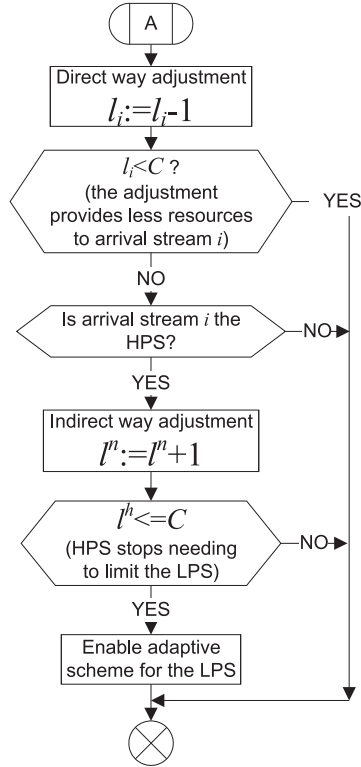 A
Direct way adjustment
lᵢ:=lᵢ-1
lᵢ<C ?
(the adjustment
provides less resources
to arrival stream i)
YES
NO
Is arrival stream i the
HPS?
NO
YES
Indirect way adjustment
lⁿ:=lⁿ+1
lʰ<=C
(HPS stops needing
to limit the LPS)
NO
YES
Enable adaptive
scheme for the LPS